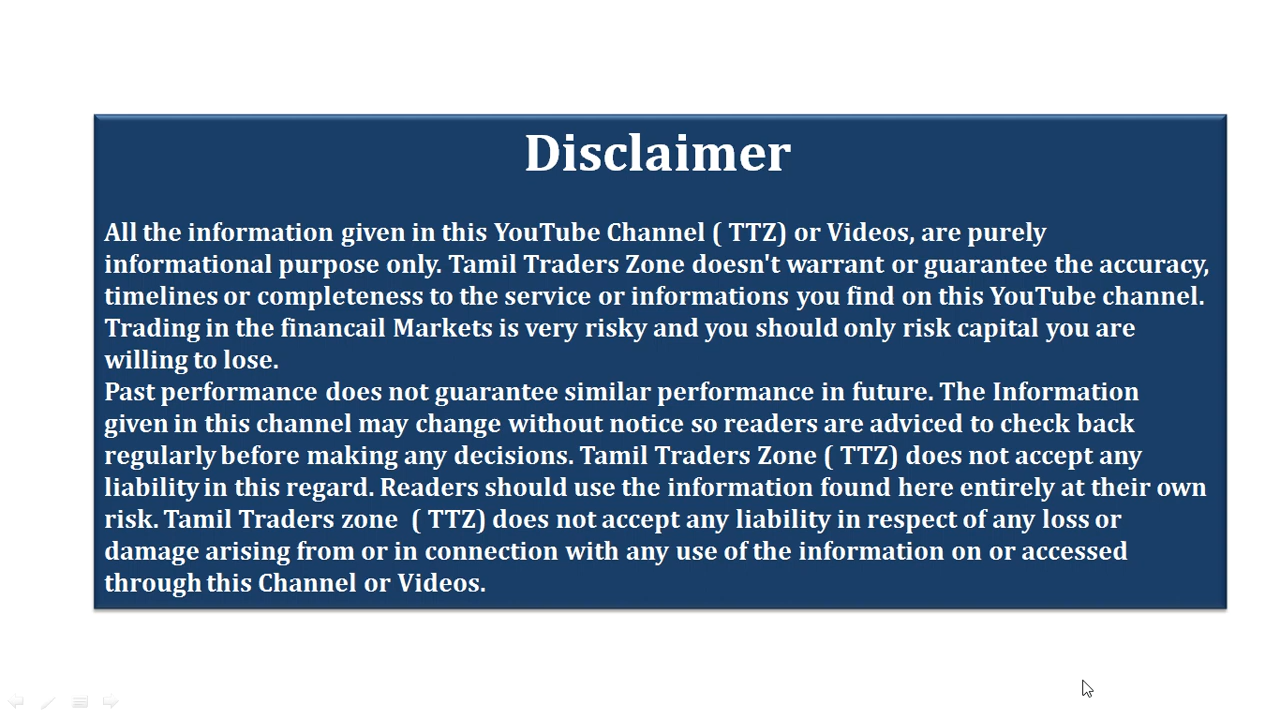 Disclaimer
All the information given in this YouTube Channel ( TTZ) or Videos, are purely
informational purpose only. Tamil Traders Zone doesn't warrant or guarantee the accuracy,
timelines or completeness to the service or informations you find on this YouTube channel.
Trading in the financail Markets is very risky and you should only risk capital you are
willing to lose.
Past performance does not guarantee similar performance in future. The Information
given in this channel may change without notice so readers are adviced to check back
regularly before making any decisions. Tamil Traders Zone ( TTZ) does not accept any
liability in this regard. Readers should use the information found here entirely at their own
risk. Tamil Traders zone  ( TTZ) does not accept any liability in respect of any loss or
damage arising from or in connection with any use of the information on or accessed
through this Channel or Videos.